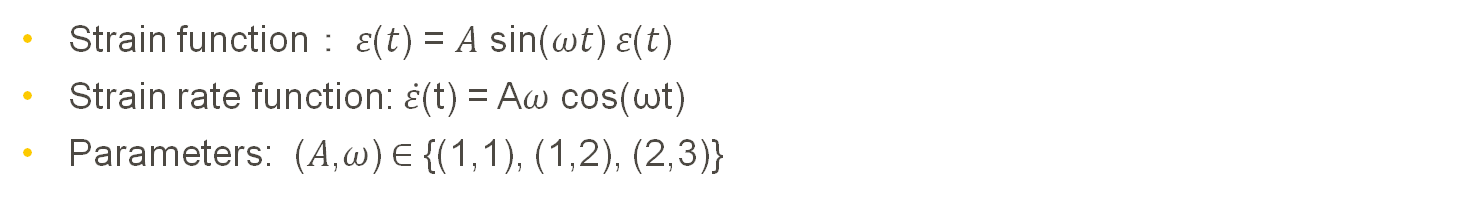 • Strain function： 𝜀(𝑡) = 𝐴 sin(𝜔𝑡) 𝜀(𝑡)
• Strain rate function: 𝜀̇(t) = A𝜔 cos(ωt)
• Parameters: (𝐴,𝜔) ∈ {(1,1), (1,2), (2,3)}